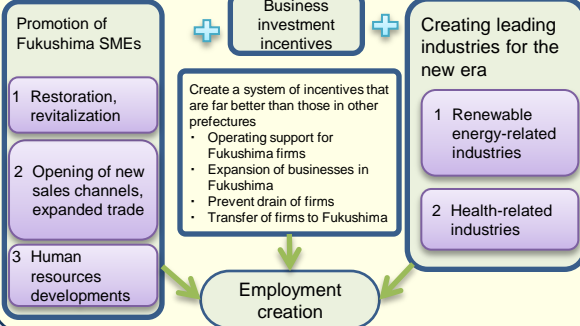 Promotion of
Fukushima SMEs
1 Restoration,
revitalization
2 Opening of new
sales channels,
expanded trade
3 Human
resources
developments
Business
investment
incentives
Create a system of incentives that
are far better than those in other
prefectures
・ Operating support for
Fukushima firms
・ Expansion of businesses in
Fukushima
・ Prevent drain of firms
・ Transfer of firms to Fukushima
Creating leading
industries for the
new era
1 Renewable
energy-related
industries
2 Health-related
industries
Employment
creation